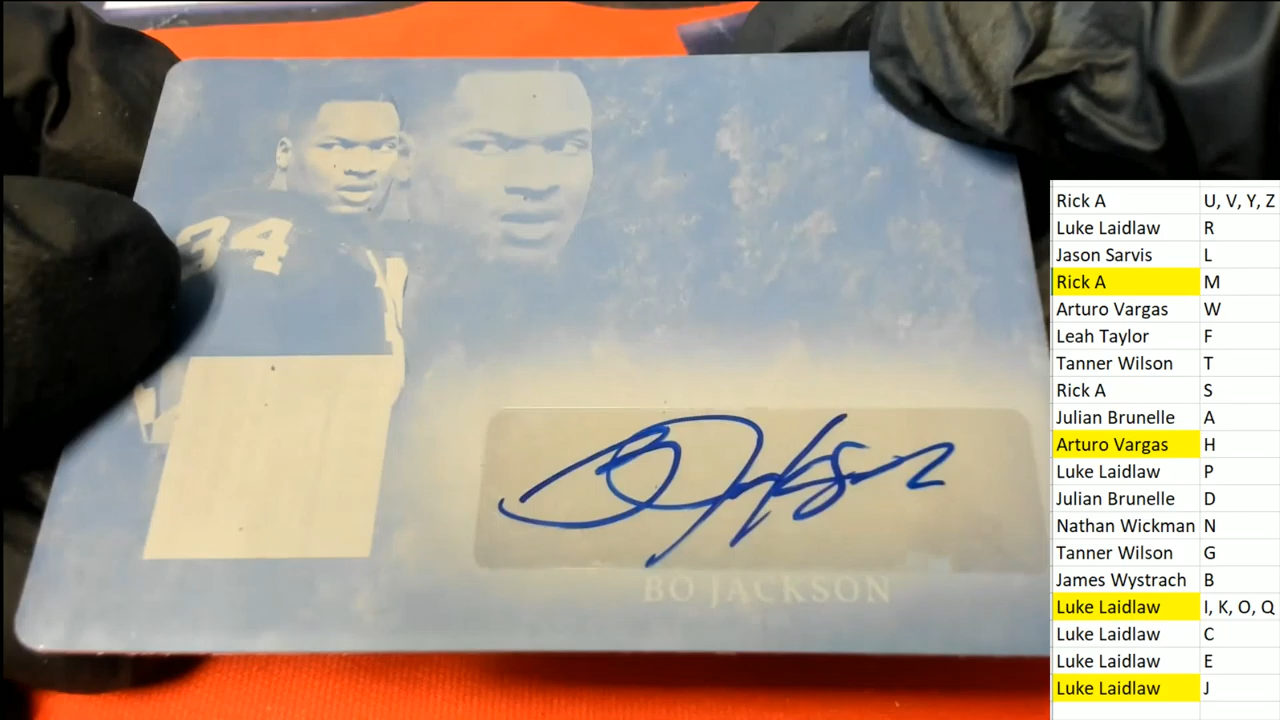 34
Bo Jackson
BO JACKSON
Rick A U, V, Y, Z
Luke Laidlaw R
Jason Sarvis L
Rick A M
Arturo Vargas W
Leah Taylor F
Tanner Wilson T
Rick A S
Julian Brunelle A
Arturo Vargas H
Luke Laidlaw P
Julian Brunelle D
Nathan Wickman N
Tanner Wilson G
James Wystrach B
Luke Laidlaw I, K, O, Q
Luke Laidlaw C
Luke Laidlaw E
Luke Laidlaw J